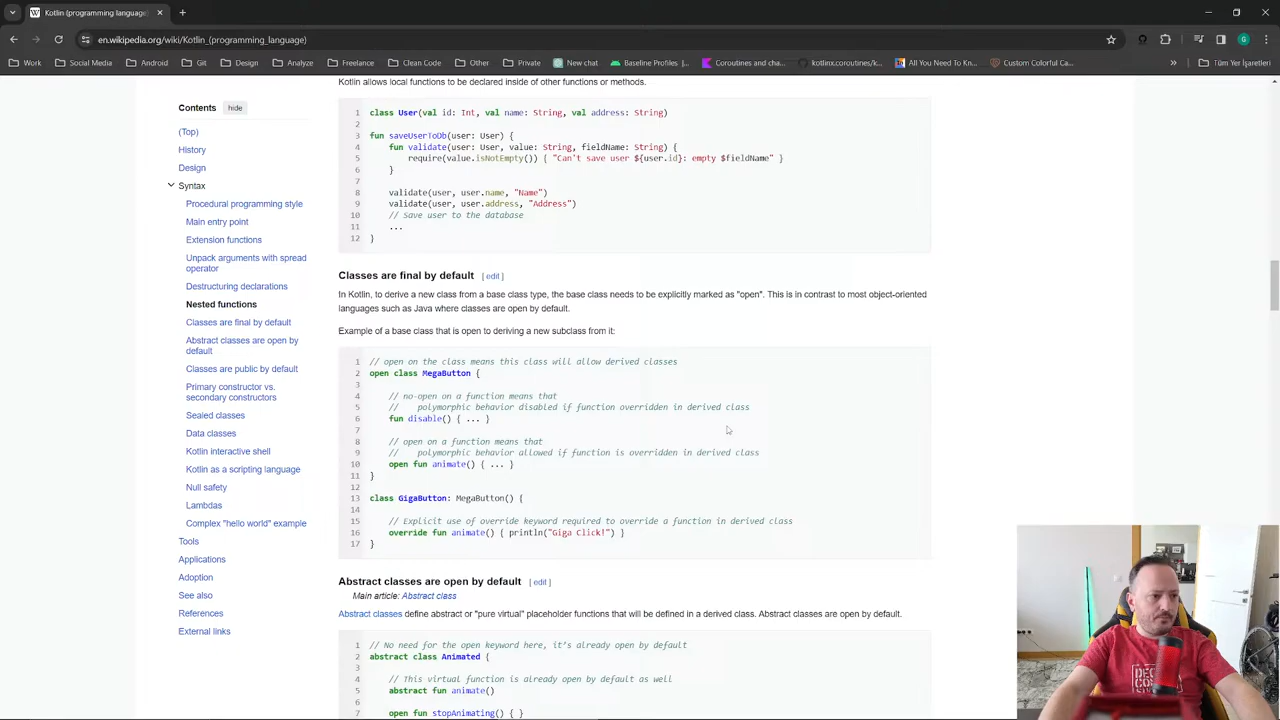 Kotlin (programming language
en.wikipedia.org/wiki/Kotlin_(programming_language)
Work
Social Media
Android
Git
Design
Analyze
Freelance
Clean Code
Other
Private
New chat
Baseline Profiles |...
Coroutines and cha...
kotlinx.coroutines/k...
All You Need To Kn...
Custom Colorful Ca...
»
Tüm Yer İşaretleri
Contents
hide
(Top)
History
Design
Syntax
Procedural programming style
Main entry point
Extension functions
Unpack arguments with spread
operator
Destructuring declarations
Nested functions
Classes are final by default
Abstract classes are open by
default
Classes are public by default
Primary constructor vs.
secondary constructors
Sealed classes
Data classes
Kotlin interactive shell
Kotlin as a scripting language
Null safety
Lambdas
Complex "hello world" example
Tools
Applications
Adoption
See also
References
External links
Kotlin allows local functions to be declared inside of other functions or methods.
1 class User(val id: Int, val name: String, val address: String)
2
3 fun saveUserToDb(user: User) {
4 fun validate(user: User, value: String, fieldName: String) {
5 require(value.isNotEmpty()) { "Can't save user ${user.id}: empty $fieldName" }
6 }
7
8 validate(user, user.name, "Name")
9 validate(user, user.address, "Address")
10 // Save user to the database
11 ...
12 }
Classes are final by default [ edit ]
In Kotlin, to derive a new class from a base class type, the base class needs to be explicitly marked as "open". This is in contrast to most object-oriented
languages such as Java where classes are open by default.
Example of a base class that is open to deriving a new subclass from it:
1 // open on the class means this class will allow derived classes
2 open class MegaButton {
3
4 // no-open on a function means that
5 // polymorphic behavior disabled if function overridden in derived class
6 fun disable() { ... }
7
8 // open on a function means that
9 // polymorphic behavior allowed if function is overridden in derived class
10 open fun animate() { ... }
11 }
12
13 class GigaButton: MegaButton() {
14
15 // Explicit use of override keyword required to override a function in derived class
16 override fun animate() { println("Giga Click!") }
17 }
Abstract classes are open by default [ edit ]
Main article: Abstract class
Abstract classes define abstract or "pure virtual" placeholder functions that will be defined in a derived class. Abstract classes are open by default.
1 // No need for the open keyword here, it's already open by default
2 abstract class Animated {
3
4 // This virtual function is already open by default as well
5 abstract fun animate()
6
7 open fun stopAnimating() { }